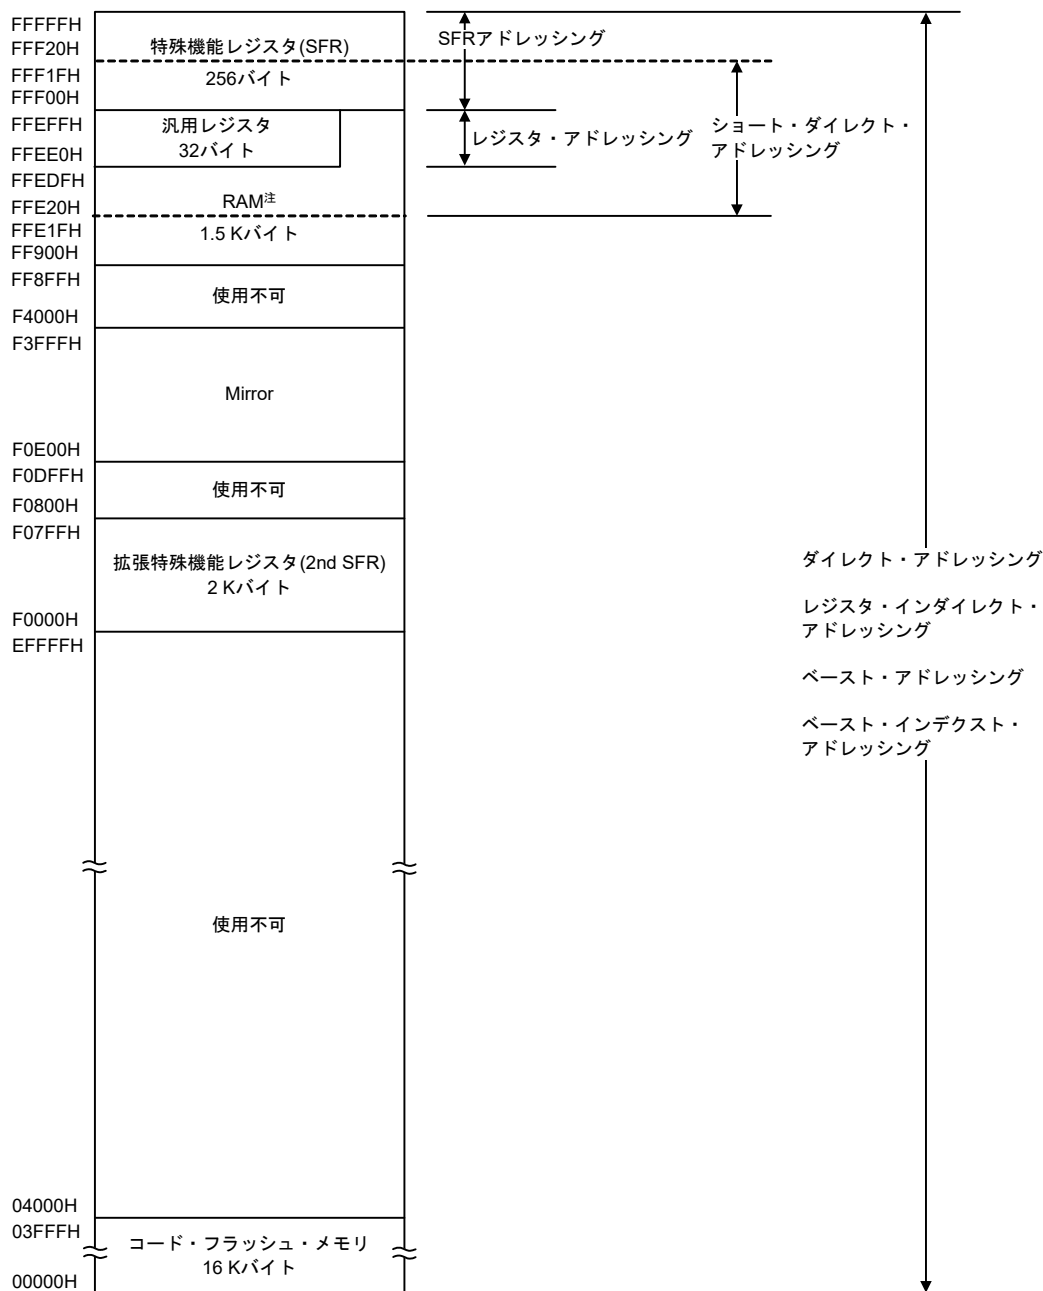 FFFFFH
FFF20H
特殊機能レジスタ(SFR)
SFRアドレッシング
FFF1FH
256バイト
FFF00H
FFEFFH
汎用レジスタ
32バイト
レジスタ・アドレッシング
ショート・ダイレクト・
アドレッシング
FFEE0H
FFEDFH
FFE20H
RAM注
FFE1FH
1.5 Kバイト
FF900H
FF8FFH
使用不可
F4000H
F3FFFH
Mirror
F0E00H
F0DFFH
使用不可
F0800H
F07FFH
拡張特殊機能レジスタ(2nd SFR)
2 Kバイト
F0000H
EFFFFH
ダイレクト・アドレッシング
レジスタ・インダイレクト・
アドレッシング
ベースト・アドレッシング
ベースト・インデクスト・
アドレッシング
使用不可
04000H
03FFFH
コード・フラッシュ・メモリ
16 Kバイト
00000H